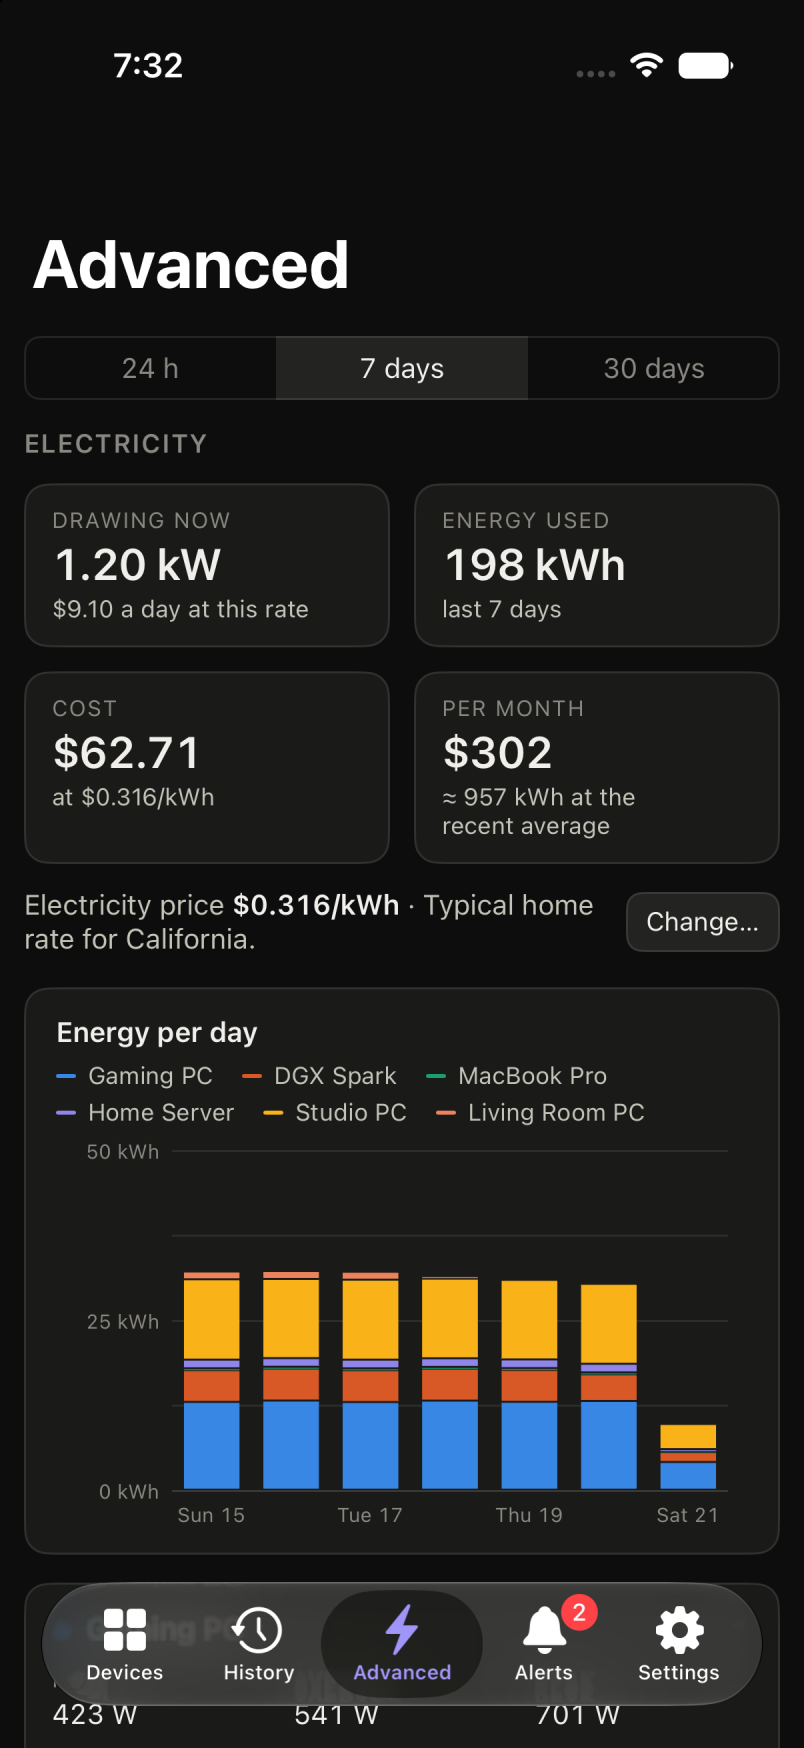 7:32
Advanced
24 h
7 days
30 days
ELECTRICITY
DRAWING NOW
1.20 kW
$9.10 a day at this rate
ENERGY USED
198 kWh
last 7 days
COST
$62.71
at $0.316/kWh
PER MONTH
$302
≈ 957 kWh at the
recent average
Electricity price $0.316/kWh · Typical home
rate for California.
Change...
Energy per day
Gaming PC
DGX Spark
MacBook Pro
Home Server
Studio PC
Living Room PC
50 kWh
25 kWh
0 kWh
Sun 15
Tue 17
Thu 19
Sat 21
Gaming PC
Devices
History
Advanced
2
Alerts
Settings
423 W
541 W
701 W